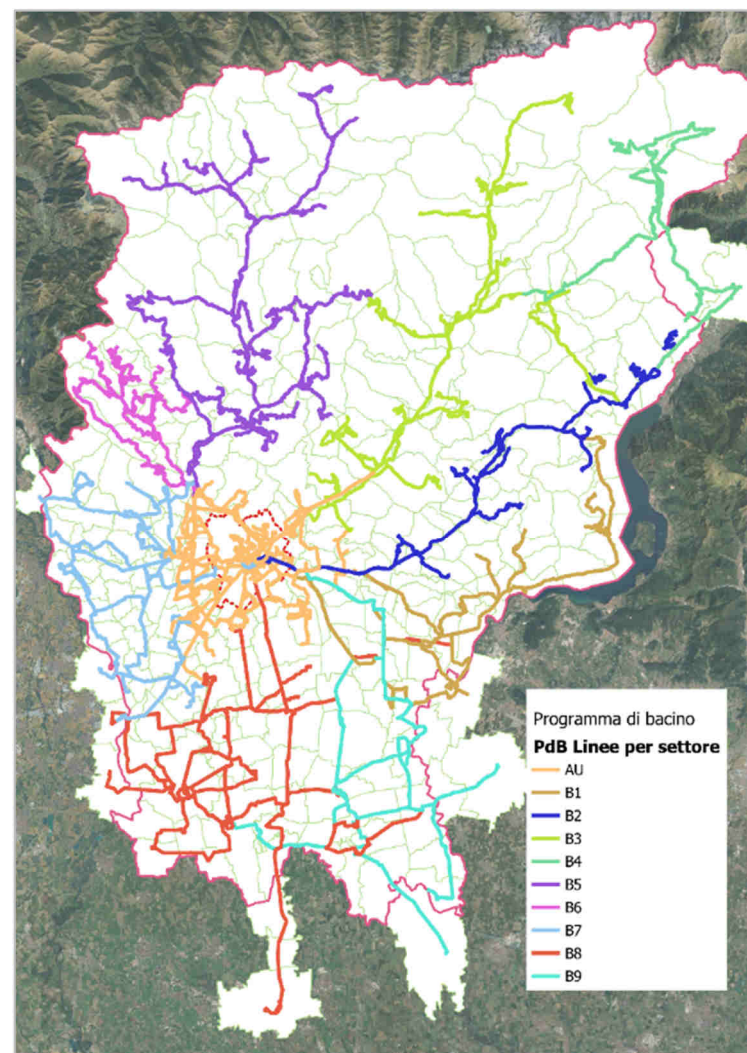 Programma di bacino
PdB Linee per settore
AU
B1
B2
B3
B4
B5
B6
B7
B8
B9